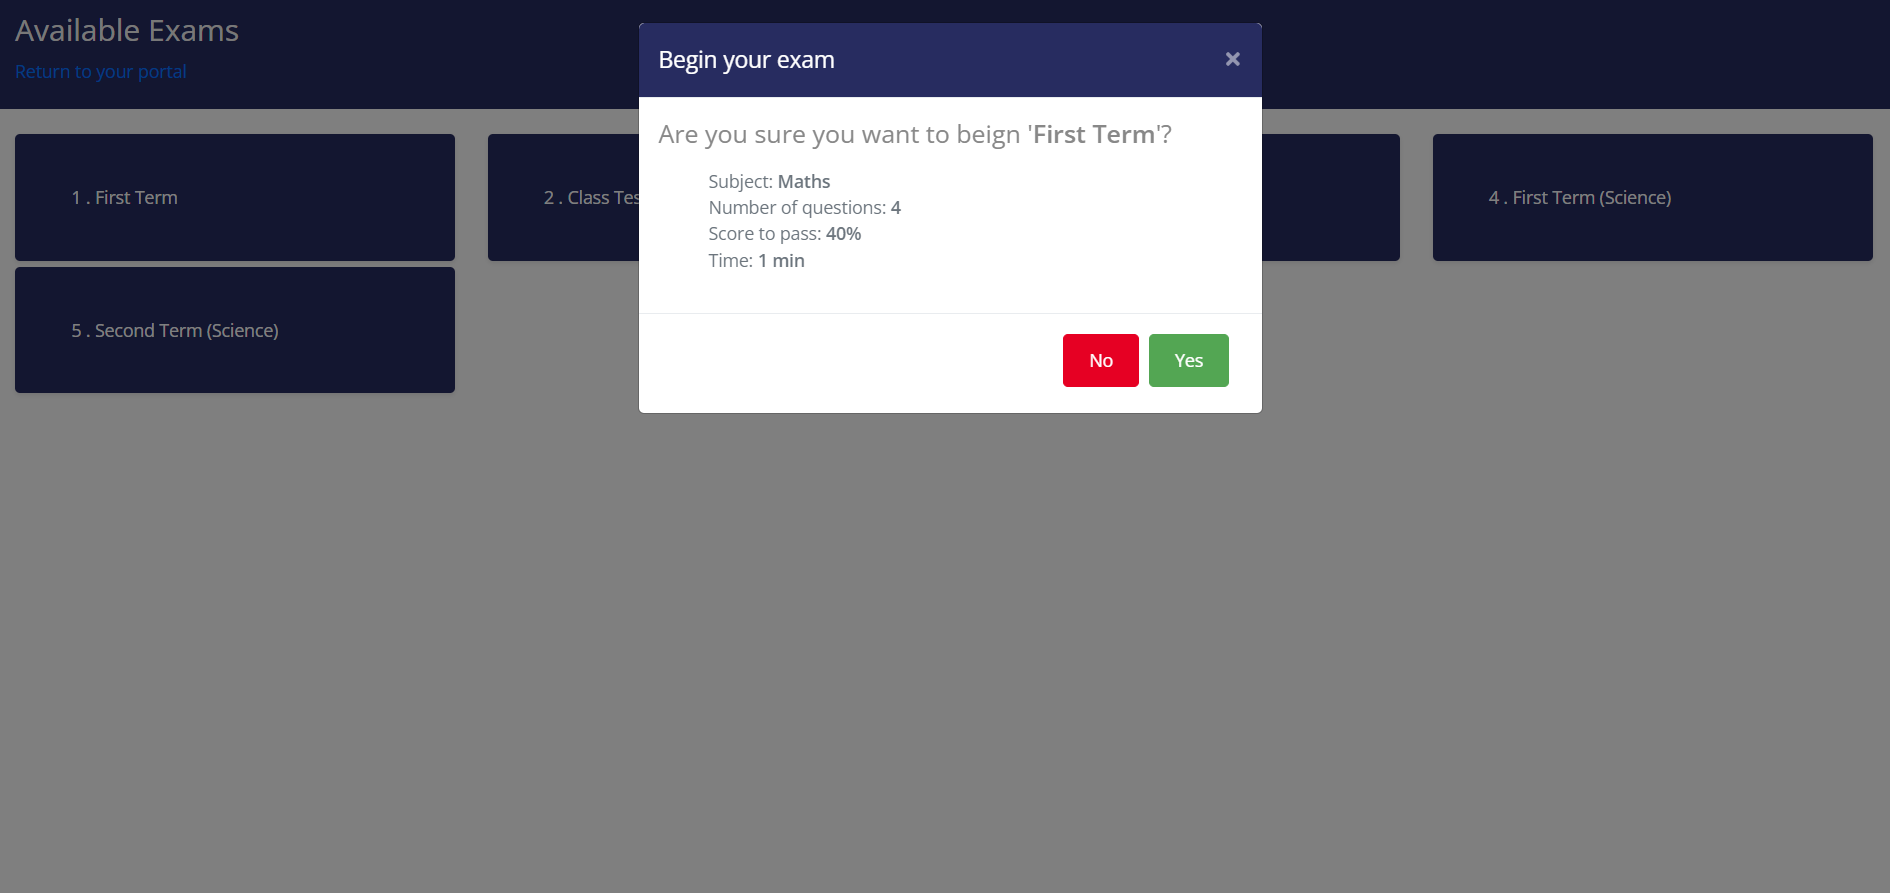 Available Exams
Return to your portal
Begin your exam
×
Are you sure you want to beign 'First Term'?
Subject: Maths
Number of questions: 4
Score to pass: 40%
Time: 1 min
No Yes
1 . First Term
2 . Class
4 . First Term (Science)
5 . Second Term (Science)